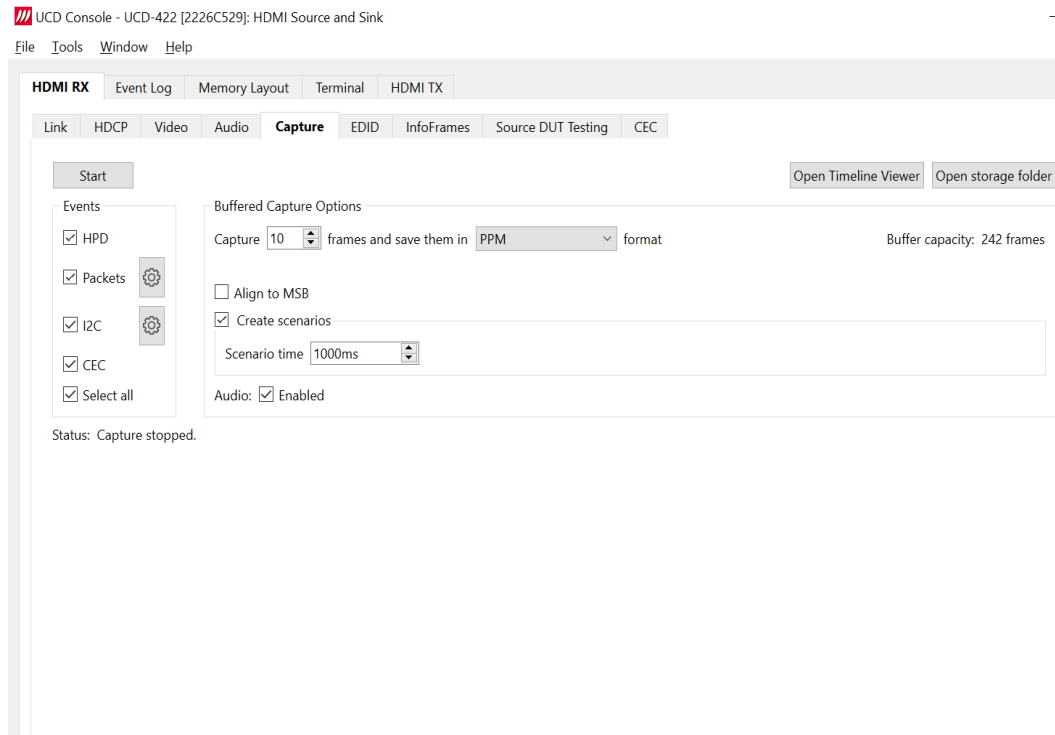 UCD Console - UCD-422 [2226C529]: HDMI Source and Sink
File Tools Window Help
HDMI RX Event Log Memory Layout Terminal HDMI TX
Link HDCP Video Audio Capture EDID InfoFrames Source DUT Testing CEC
Start Open Timeline Viewer Open storage folder
Events Buffered Capture Options
HPD Capture 10 frames and save them in PPM format Buffer capacity: 242 frames
Packets
Align to MSB
I2C Create scenarios
Scenario time 1000ms
CEC
Select all Audio: Enabled
Status: Capture stopped.